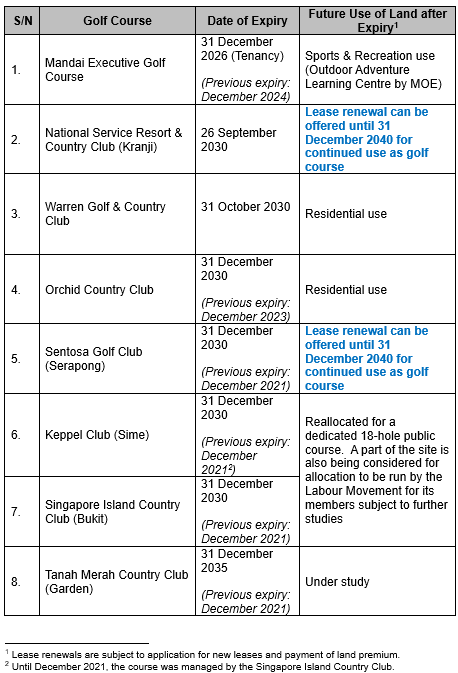 S/N
Golf Course
Date of Expiry
Future Use of Land after
Expiry1
1.
Mandai Executive Golf
Course
31 December
2026 (Tenancy)
(Previous expiry:
December 2024)
Sports & Recreation use
(Outdoor Adventure
Learning Centre by MOE)
2.
National Service Resort &
Country Club (Kranji)
26 September
2030
Lease renewal can be
offered until 31
December 2040 for
continued use as golf
course
3.
Warren Golf & Country
Club
31 October 2030
Residential use
4.
Orchid Country Club
31 December
2030
(Previous expiry:
December 2023)
Residential use
5.
Sentosa Golf Club
(Serapong)
31 December
2030
(Previous expiry:
December 2021)
Lease renewal can be
offered until 31
December 2040 for
continued use as golf
course
6.
Keppel Club (Sime)
31 December
2030
(Previous expiry:
December
2021²)
Reallocated for a
dedicated 18-hole public
course. A part of the site is
also being considered for
allocation to be run by the
Labour Movement for its
members subject to further
studies
7.
Singapore Island Country
Club (Bukit)
31 December
2030
(Previous expiry:
December 2021)
8.
Tanah Merah Country Club
(Garden)
31 December
2035
(Previous expiry:
December 2021)
Under study
1 Lease renewals are subject to application for new leases and payment of land premium.
2 Until December 2021, the course was managed by the Singapore Island Country Club.